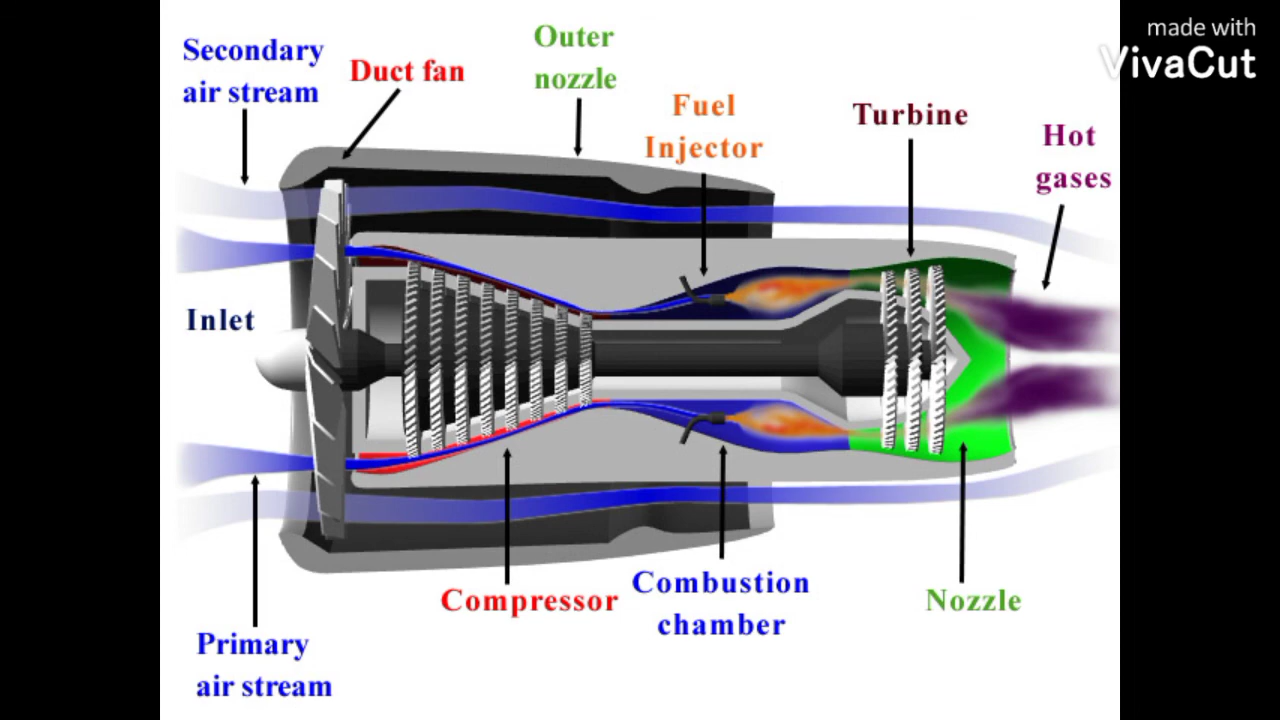 made with
VivaCut
Secondary
air stream
Duct fan
Outer
nozzle
Fuel
Injector
Turbine
Hot
gases
Inlet
Compressor
Combustion
chamber
Nozzle
Primary
air stream